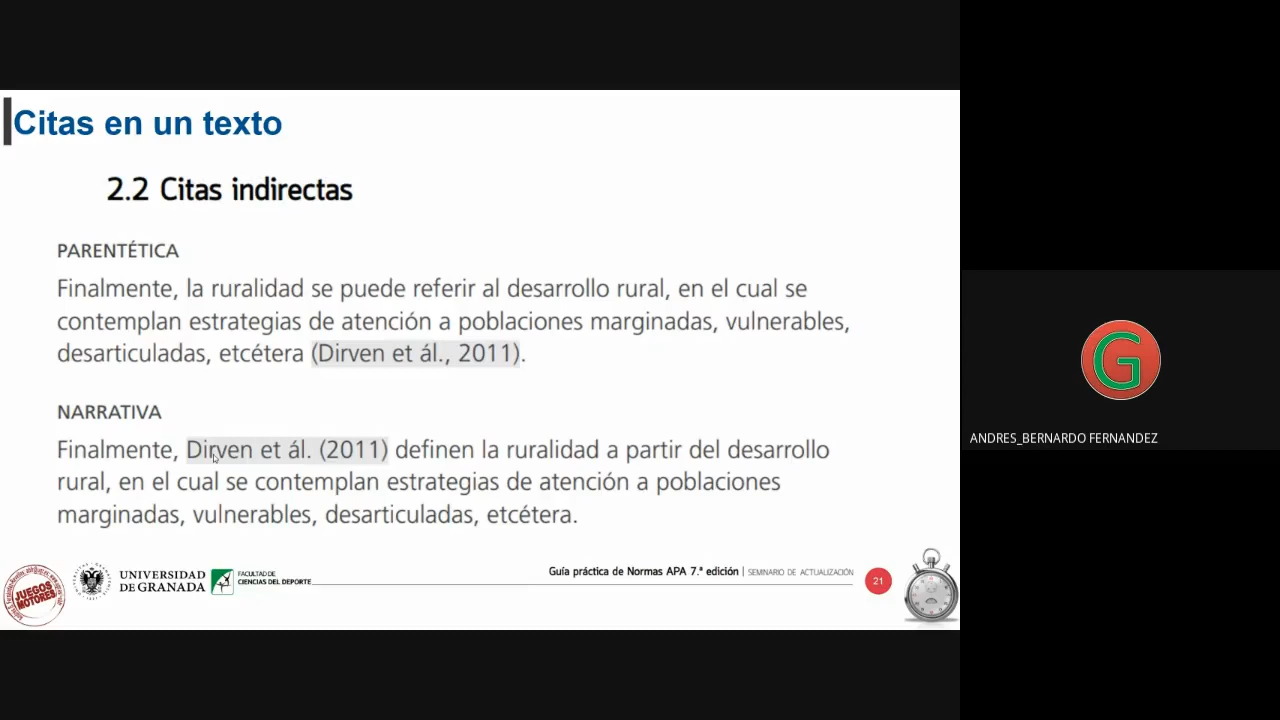 Citas en un texto
2.2 Citas indirectas
PARENTÉTICA
Finalmente, la ruralidad se puede referir al desarrollo rural, en el cual se
contemplan estrategias de atención a poblaciones marginadas, vulnerables,
desarticuladas, etcétera (Dirven et ál., 2011).
NARRATIVA
Finalmente, Dirven et ál. (2011) definen la ruralidad a partir del desarrollo
rural, en el cual se contemplan estrategias de atención a poblaciones
marginadas, vulnerables, desarticuladas, etcétera.
JUEGOS
MOTORES
UNIVERSIDAD
DE GRANADA
FACULTAD DE
CIENCIAS DEL DEPORTE
Guía práctica de Normas APA 7.ª edición | SEMINARIO DE ACTUALIZACIÓN
21
G
ANDRES_BERNARDO FERNANDEZ